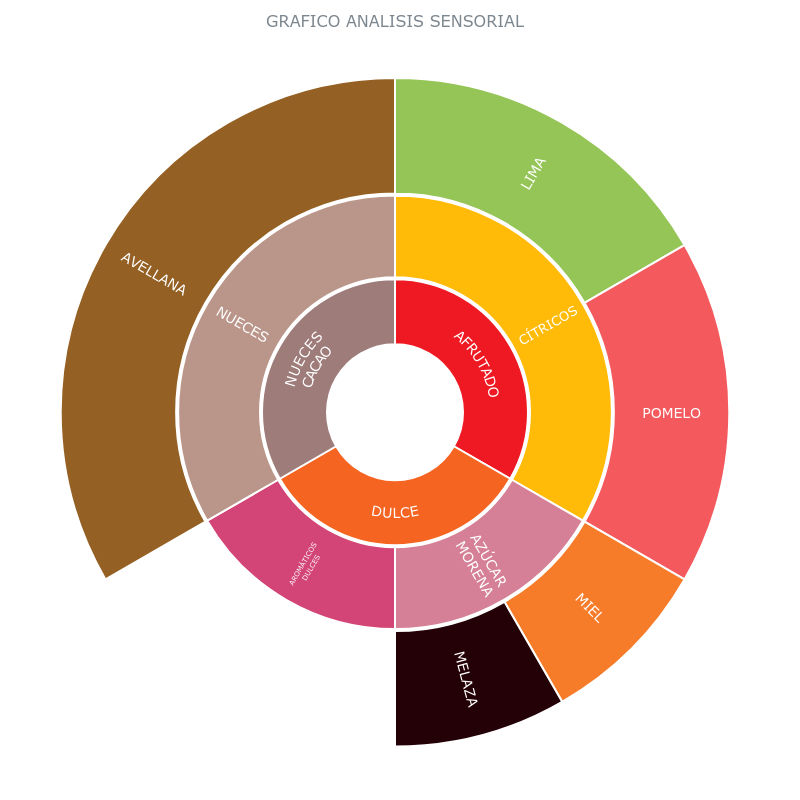 GRAFICO ANALISIS SENSORIAL
LIMA
AVELLANA
NUECES
CÍTRICOS
NUECES
CACAO
AFRUTADO
POMELO
DULCE
AZÚCAR
MORENA
AROMÁTICOS
DULCES
MIEL
MELAZA